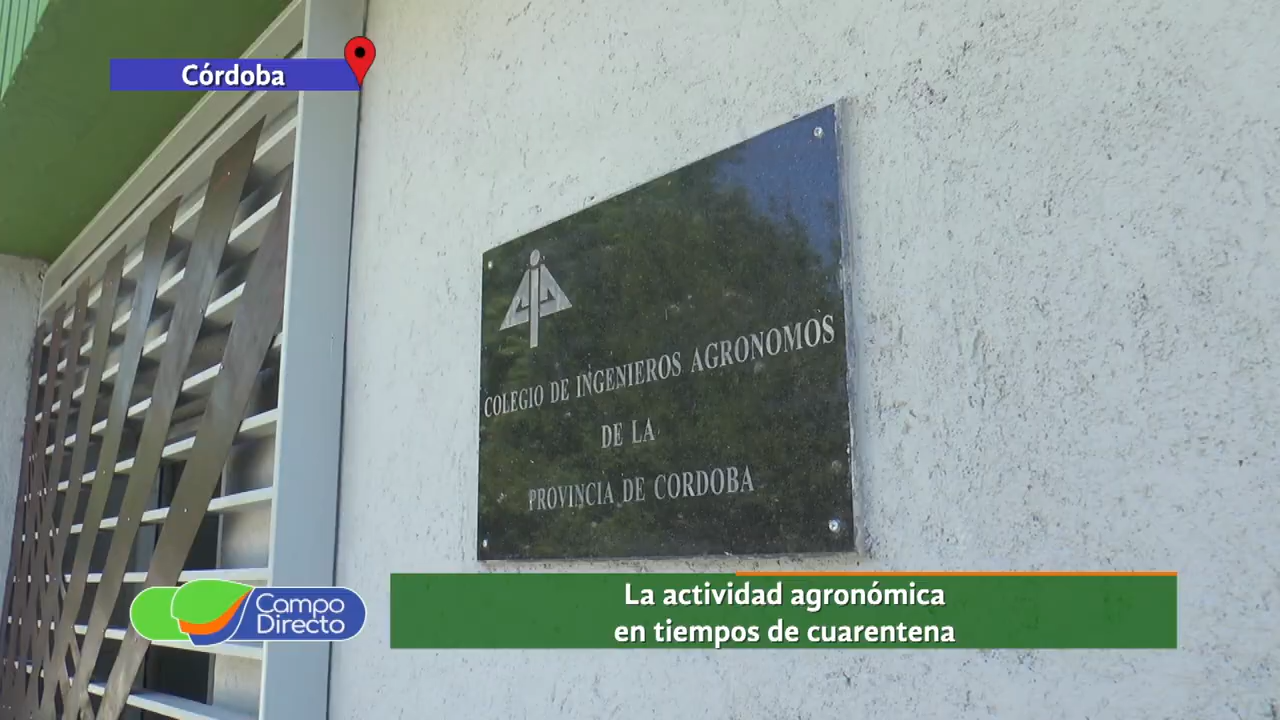 Córdoba
COLEGIO DE INGENIEROS AGRONOMOS
DE LA
PROVINCIA DE CORDOBA
Campo
Directo
La actividad agronómica
en tiempos de cuarentena